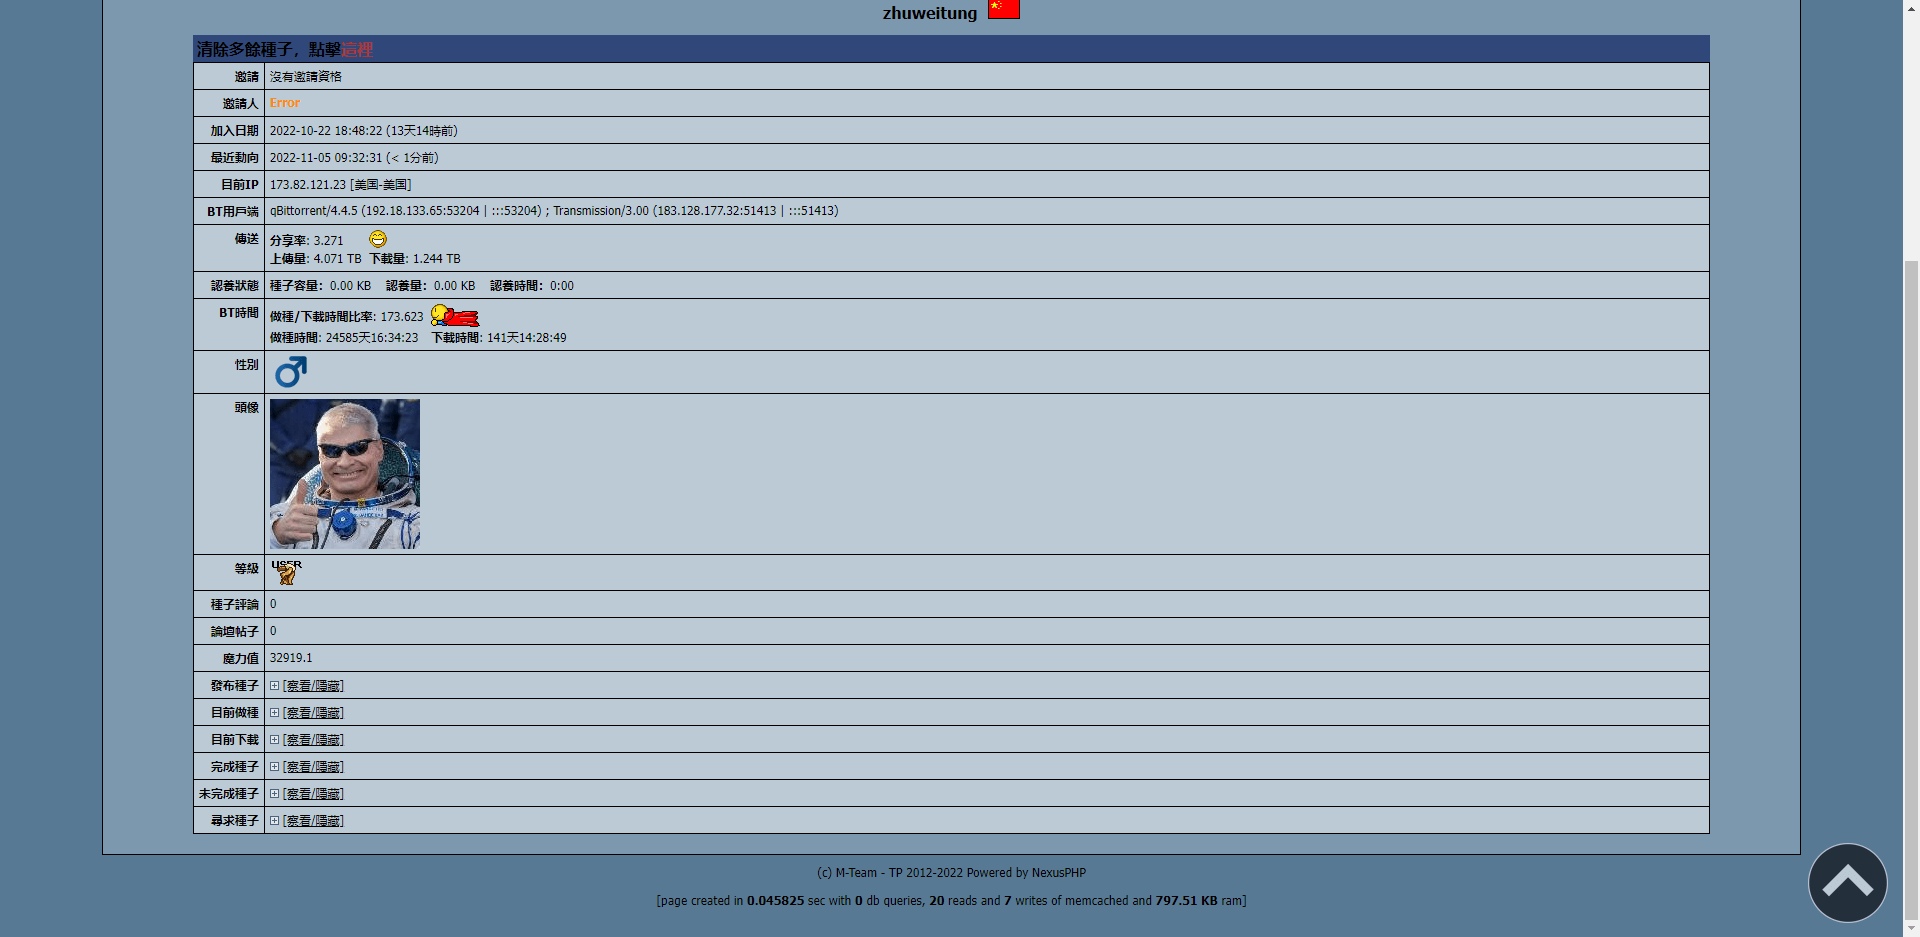 zhuweitung
清除多餘種子，點擊這裡
邀請 沒有邀請資格
邀請人 Error
加入日期 2022-10-22 18:48:22 (13天14時前)
最近動向 2022-11-05 09:32:31 (< 1分前)
目前IP 173.82.121.23 [美国-美国]
BT用戶端 qBittorrent/4.4.5 (192.18.133.65:53204 | :::53204) ; Transmission/3.00 (183.128.177.32:51413 | :::51413)
傳送 分享率: 3.271
上傳量: 4.071 TB 下載量: 1.244 TB
認養狀態 種子容量：0.00 KB 認養量：0.00 KB 認養時間：0:00
BT時間 做種/下載時間比率: 173.623
做種時間: 24585天16:34:23 下載時間: 141天14:28:49
性別
頭像
等級 USER
種子評論 0
論壇帖子 0
魔力值 32919.1
發布種子 [察看/隱藏]
目前做種 [察看/隱藏]
目前下載 [察看/隱藏]
完成種子 [察看/隱藏]
未完成種子 [察看/隱藏]
尋求種子 [察看/隱藏]
(c) M-Team - TP 2012-2022 Powered by NexusPHP
[page created in 0.045825 sec with 0 db queries, 20 reads and 7 writes of memcached and 797.51 KB ram]